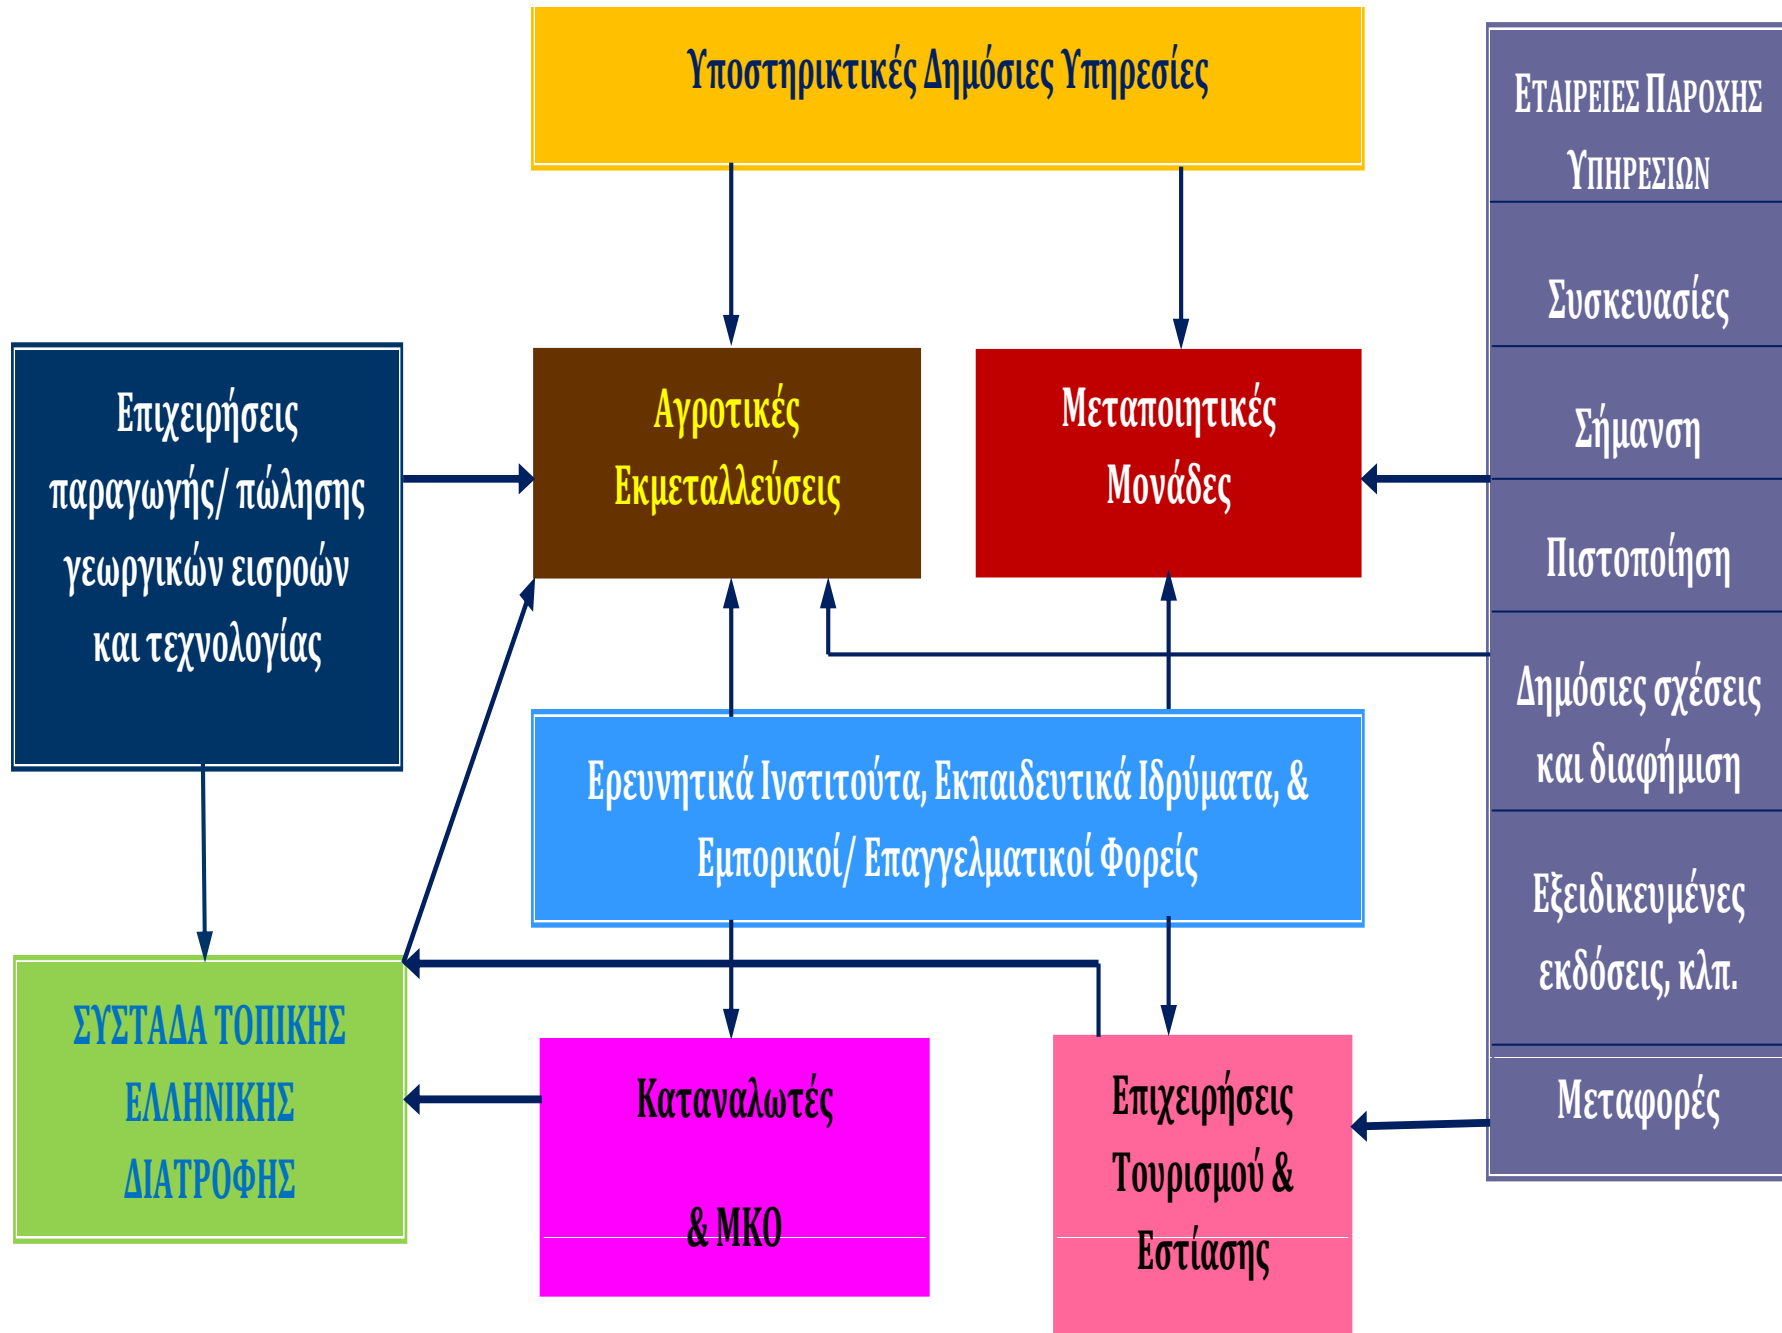 Υποστηρικτικές Δημόσιες Υπηρεσίες
ΕΤΑΙΡΕΙΕΣ ΠΑΡΟΧΗΣ
ΥΠΗΡΕΣΙΩΝ
Συσκευασίες
Σήμανση
Πιστοποίηση
Δημόσιες σχέσεις
και διαφήμιση
Εξειδικευμένες
εκδόσεις, κλπ.
Μεταφορές
Επιχειρήσεις
παραγωγής/ πώλησης
γεωργικών εισροών
και τεχνολογίας
Αγροτικές
Εκμεταλλεύσεις
Μεταποιητικές
Μονάδες
Ερευνητικά Ινστιτούτα, Εκπαιδευτικά Ιδρύματα, &
Εμπορικοί/ Επαγγελματικοί Φορείς
ΣΥΣΤΑΔΑ ΤΟΠΙΚΗΣ
ΕΛΛΗΝΙΚΗΣ
ΔΙΑΤΡΟΦΗΣ
Καταναλωτές
& ΜΚΟ
Επιχειρήσεις
Τουρισμού &
Εστίασης